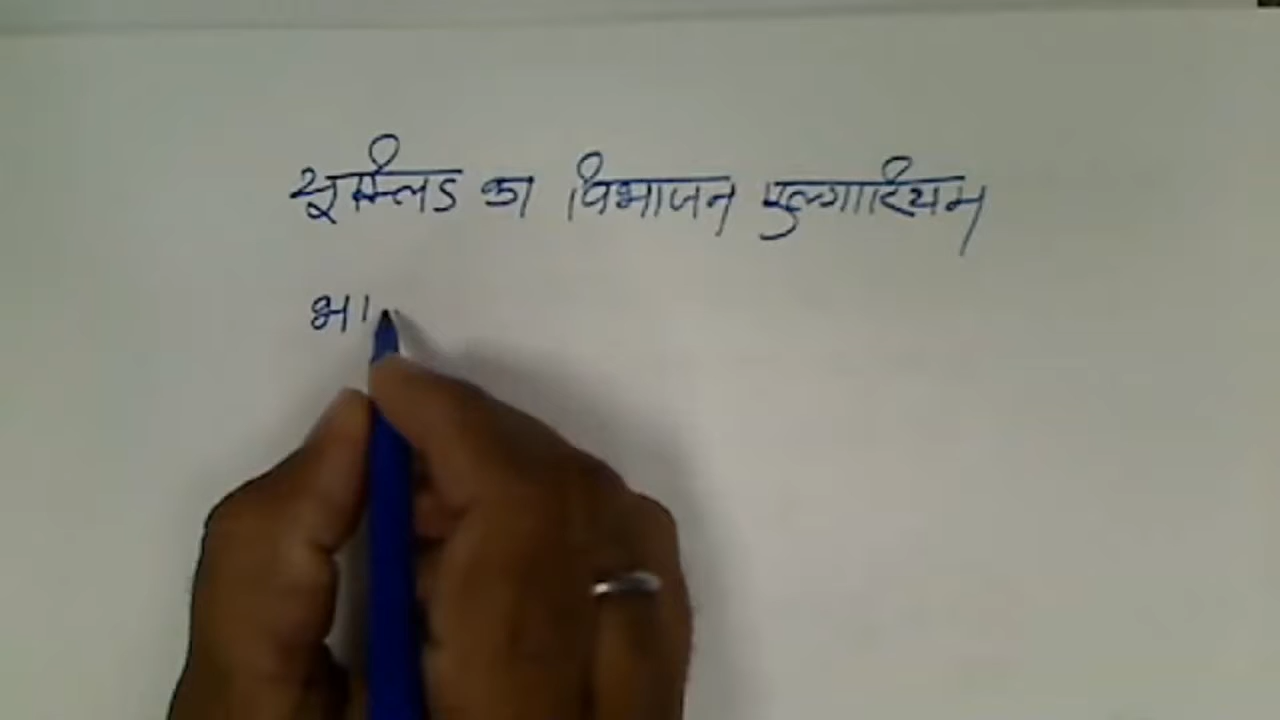 यूक्लिड का विभाजन एल्गोरिथम
भा